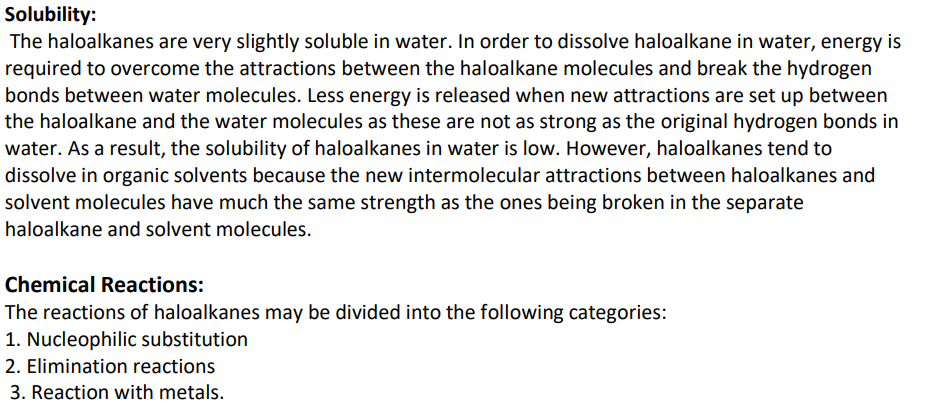 Solubility:
The haloalkanes are very slightly soluble in water. In order to dissolve haloalkane in water, energy is
required to overcome the attractions between the haloalkane molecules and break the hydrogen
bonds between water molecules. Less energy is released when new attractions are set up between
the haloalkane and the water molecules as these are not as strong as the original hydrogen bonds in
water. As a result, the solubility of haloalkanes in water is low. However, haloalkanes tend to
dissolve in organic solvents because the new intermolecular attractions between haloalkanes and
solvent molecules have much the same strength as the ones being broken in the separate
haloalkane and solvent molecules.
Chemical Reactions:
The reactions of haloalkanes may be divided into the following categories:
1. Nucleophilic substitution
2. Elimination reactions
3. Reaction with metals.